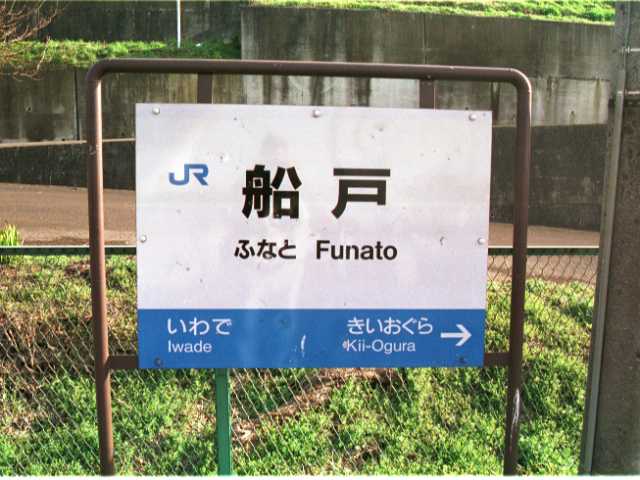 JR 船戸
ふなと Funato
いわで きいおぐら →
Iwade Kii-Ogura